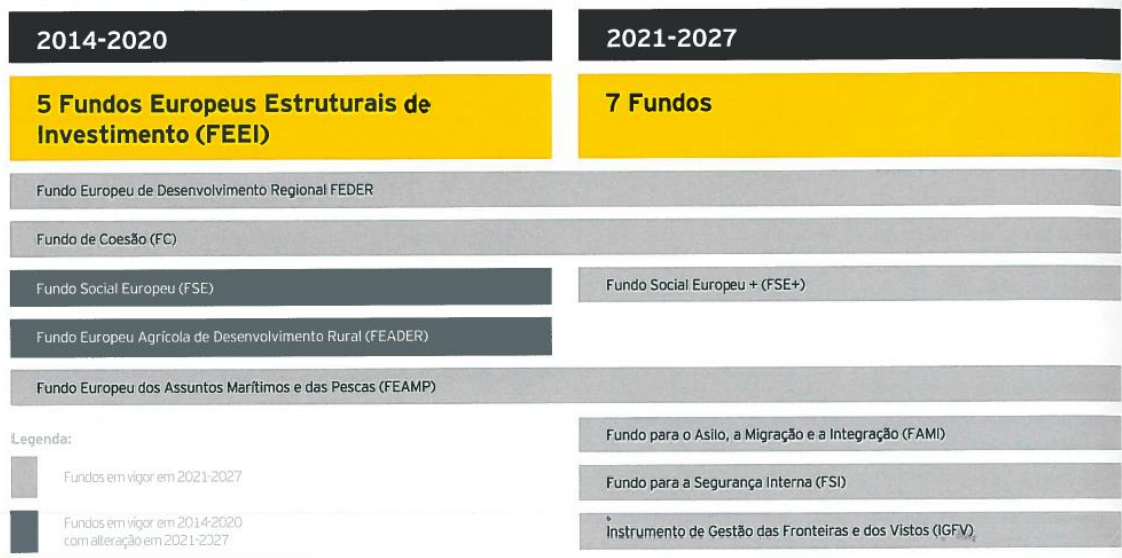 2014-2020
2021-2027
5 Fundos Europeus Estruturais de
Investimento (FEEI)
7 Fundos
Fundo Europeu de Desenvolvimento Regional FEDER
Fundo de Coesão (FC)
Fundo Social Europeu (FSE)
Fundo Social Europeu + (FSE+)
Fundo Europeu Agrícola de Desenvolvimento Rural (FEADER)
Fundo Europeu dos Assuntos Marítimos e das Pescas (FEAMP)
Fundo para o Asilo, a Migração e a Integração (FAMI)
Fundo para a Segurança Interna (FSI)
Instrumento de Gestão das Fronteiras e dos Vistos (IGFV)
Legenda:
Fundos em vigor em 2021-2027
Fundos em vigor em 2014-2020
com alteração em 2021-2027